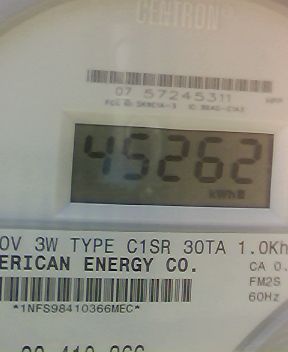 CENTRON
07 57245311
45262
kWh
0V 3W TYPE C1SR 30TA 1.0Kh
ERICAN ENERGY CO.
CA 0.
FM2S
60Hz
*1NFS98410366MEC*